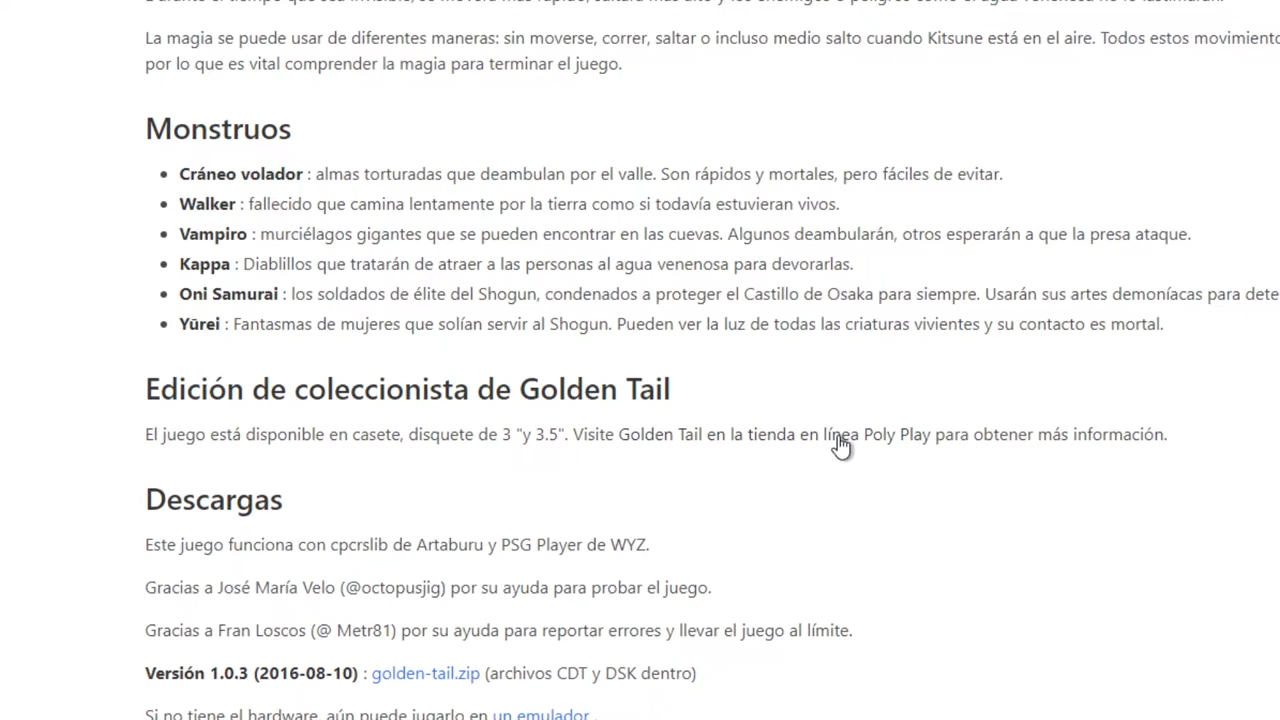 La magia se puede usar de diferentes maneras: sin moverse, correr, saltar o incluso medio salto cuando Kitsune está en el aire. Todos estos
por lo que es vital comprender la magia para terminar el juego.
Monstruos
Cráneo volador : almas torturadas que deambulan por el valle. Son rápidos y mortales, pero fáciles de evitar.
Walker : fallecido que camina lentamente por la tierra como si todavía estuvieran vivos.
Vampiro : murciélagos gigantes que se pueden encontrar en las cuevas. Algunos deambularán, otros esperarán a que la presa ataque.
Kappa : Diablillos que tratarán de atraer a las personas al agua venenosa para devorarlas.
Oni Samurai : los soldados de élite del Shogun, condenados a proteger el Castillo de Osaka para siempre. Usarán sus artes demoníacas para
Yūrei : Fantasmas de mujeres que solían servir al Shogun. Pueden ver la luz de todas las criaturas vivientes y su contacto es mortal.
Edición de coleccionista de Golden Tail
El juego está disponible en casete, disquete de 3 "y 3.5". Visite Golden Tail en la tienda en línea Poly Play para obtener más información.
Descargas
Este juego funciona con cpcrslib de Artaburu y PSG Player de WYZ.
Gracias a José María Velo (@octopusjig) por su ayuda para probar el juego.
Gracias a Fran Loscos (@ Metr81) por su ayuda para reportar errores y llevar el juego al límite.
Versión 1.0.3 (2016-08-10) : golden-tail.zip (archivos CDT y DSK dentro)
Si no tiene el hardware, aún puede jugarlo en un emulador .